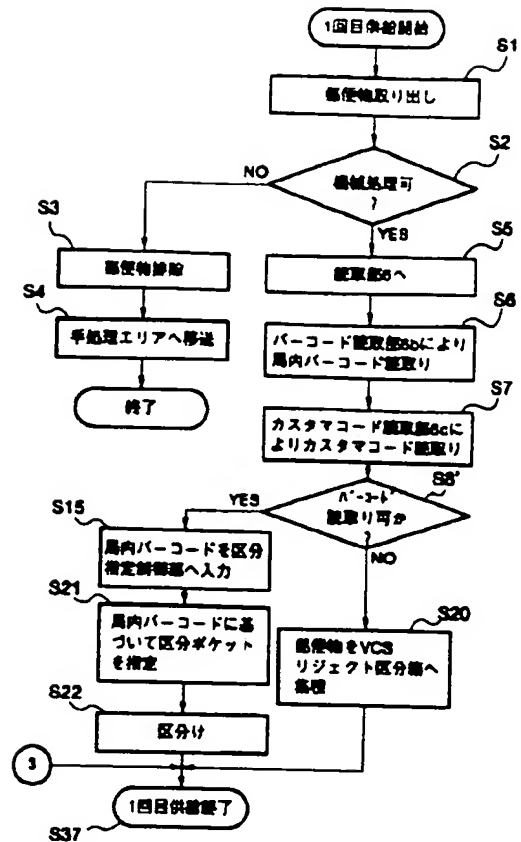 1回目供給開始
S1
郵便物取り出し
S2
機械処理可
?
NO
YES
S3
郵便物排除
S4
手処理エリアへ移送
終了
S5
読取部6へ
S6
バーコード読取部6bにより
局内バーコード読取り
S7
カスタマコード読取部6cに
よりカスタマコード読取り
S8'
バーコード
読取り可か
?
YES
NO
S15
局内バーコードを区分
指定制御部へ入力
S21
局内バーコードに基
づいて区分ポケット
を指定
S22
区分け
S20
郵便物をVCS
リジェクト区分箱へ
集積
3
1回目供給終了
S37